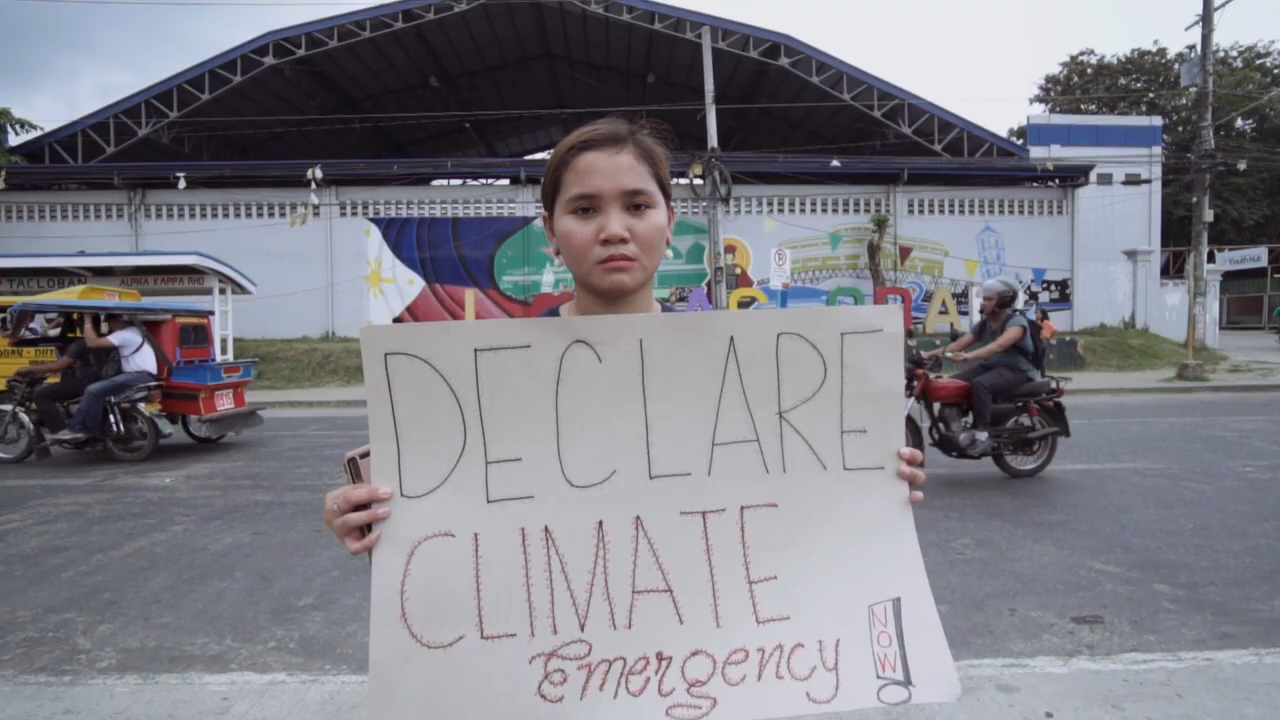 TACLOBAN
ALPHA KAPPA RHO
Youth Hub
DECLARE
CLIMATE
Emergency
NOW